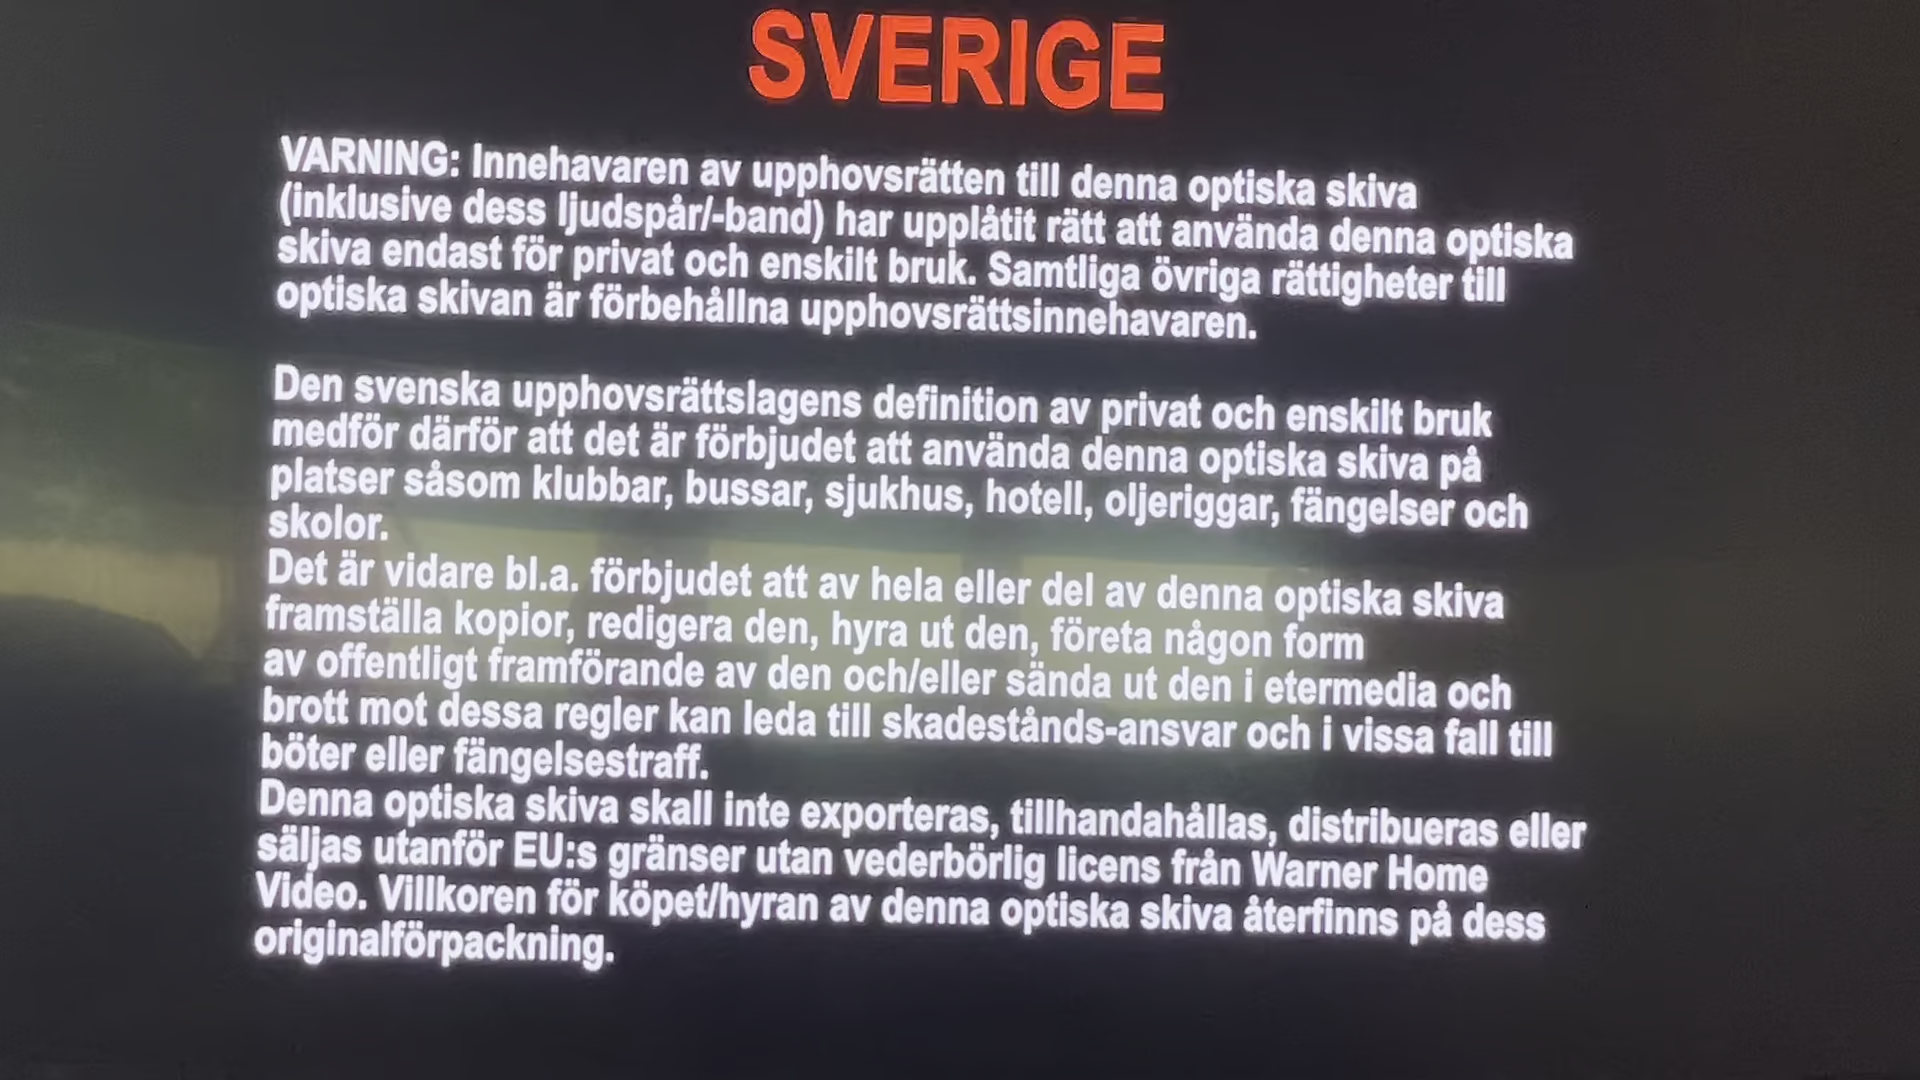 SVERIGE
VARNING: Innehavaren av upphovsrätten till denna optiska skiva
(inklusive dess ljudspår/-band) har upplåtit rätt att använda denna optiska
skiva endast för privat och enskilt bruk. Samtliga övriga rättigheter till
optiska skivan är förbehållna upphovsrättsinnehavaren.
Den svenska upphovsrättslagens definition av privat och enskilt bruk
medför därför att det är förbjudet att använda denna optiska skiva på
platser såsom klubbar, bussar, sjukhus, hotell, oljeriggar, fängelser och
skolor.
Det är vidare bl.a. förbjudet att av hela eller del av denna optiska skiva
framställa kopior, redigera den, hyra ut den, företa någon form
av offentligt framförande av den och/eller sända ut den i etermedia och
brott mot dessa regler kan leda till skadestånds-ansvar och i vissa fall till
böter eller fängelsestraff.
Denna optiska skiva skall inte exporteras, tillhandahållas, distribueras eller
säljas utanför EU:s gränser utan vederbörlig licens från Warner Home
Video. Villkoren för köpet/hyran av denna optiska skiva återfinns på dess
originalförpackning.